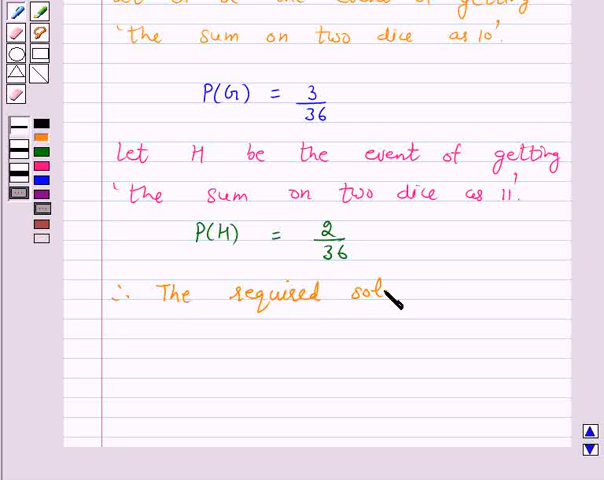 getting
'the sum on two dice as 10'.
P(G) = 3/36
Let H be the event of getting
'the sum on two dice as 11'.
P(H) = 2/36
∴ The required sol